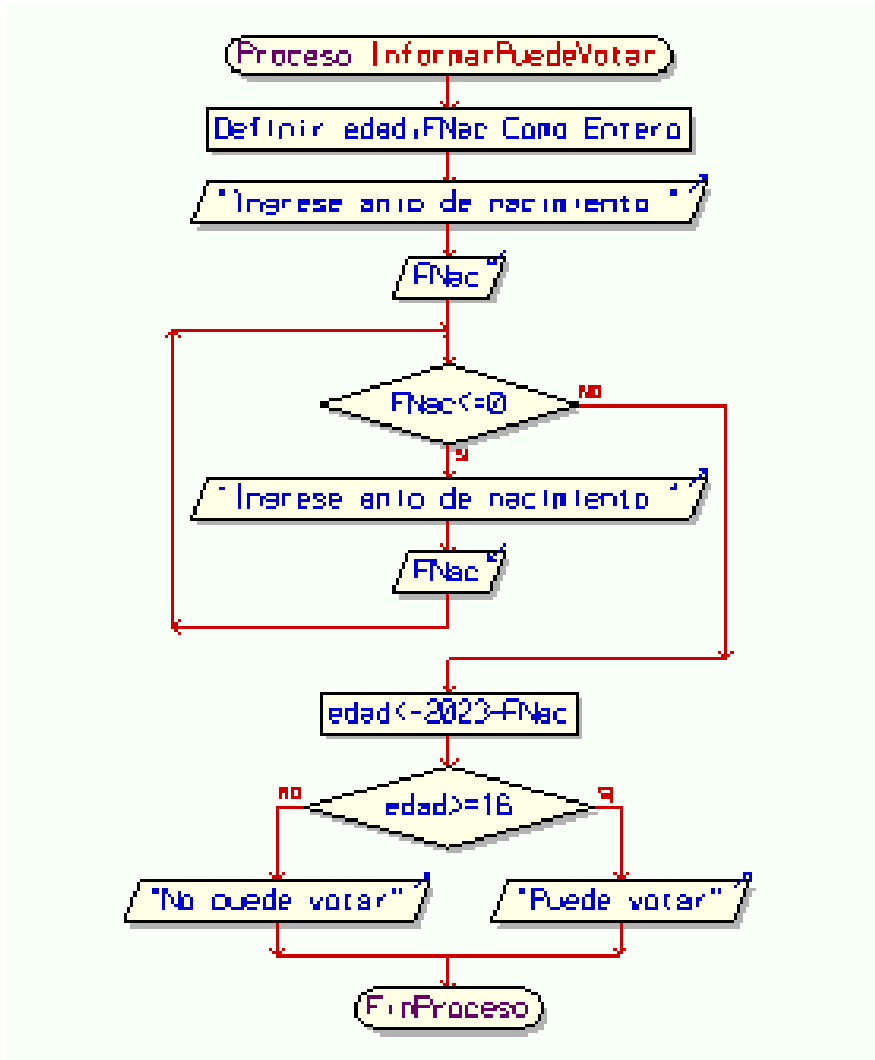 Proceso InformarPuedeVotar
Definir edad,FNac Como Entero
"Ingrese anio de nacimiento "
FNac
FNac<=0
No
Si
"Ingrese anio de nacimiento "
FNac
edad<-2023-FNac
edad>=16
no
si
"No puede votar"
"Puede votar"
FinProceso